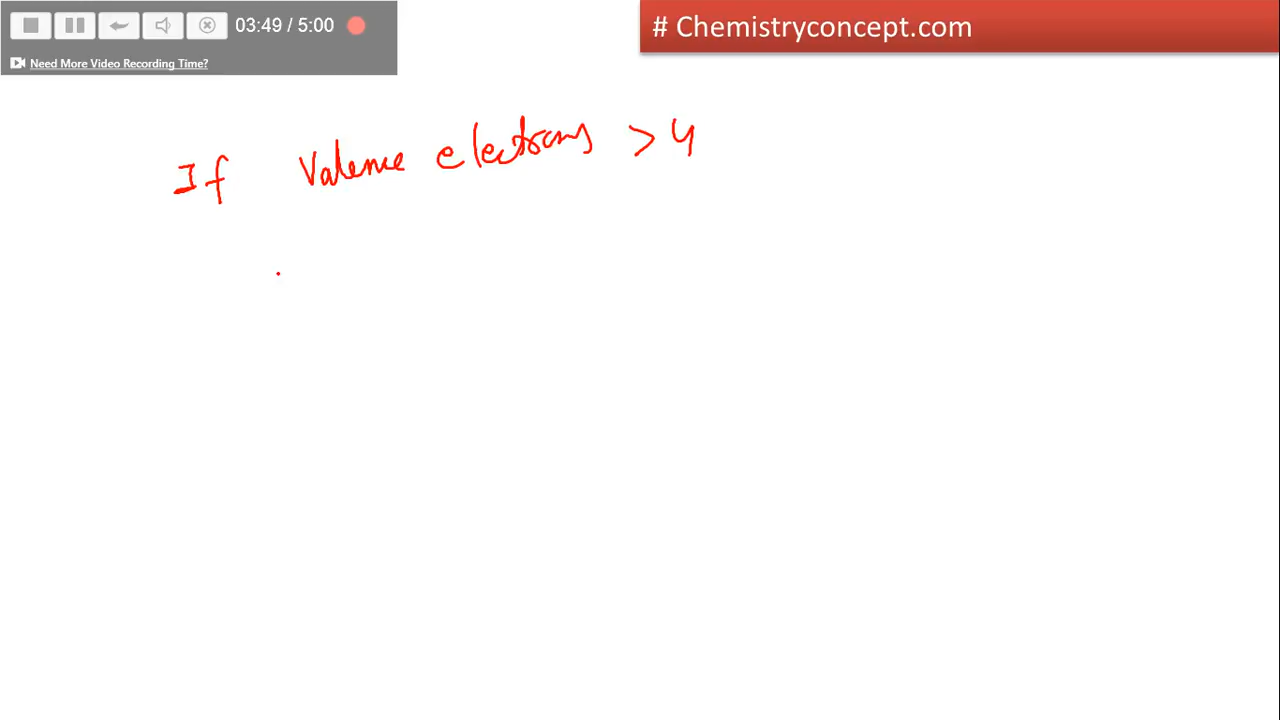 03:49 / 5:00
Need More Video Recording Time?
# Chemistryconcept.com
If Valence electrons > 4